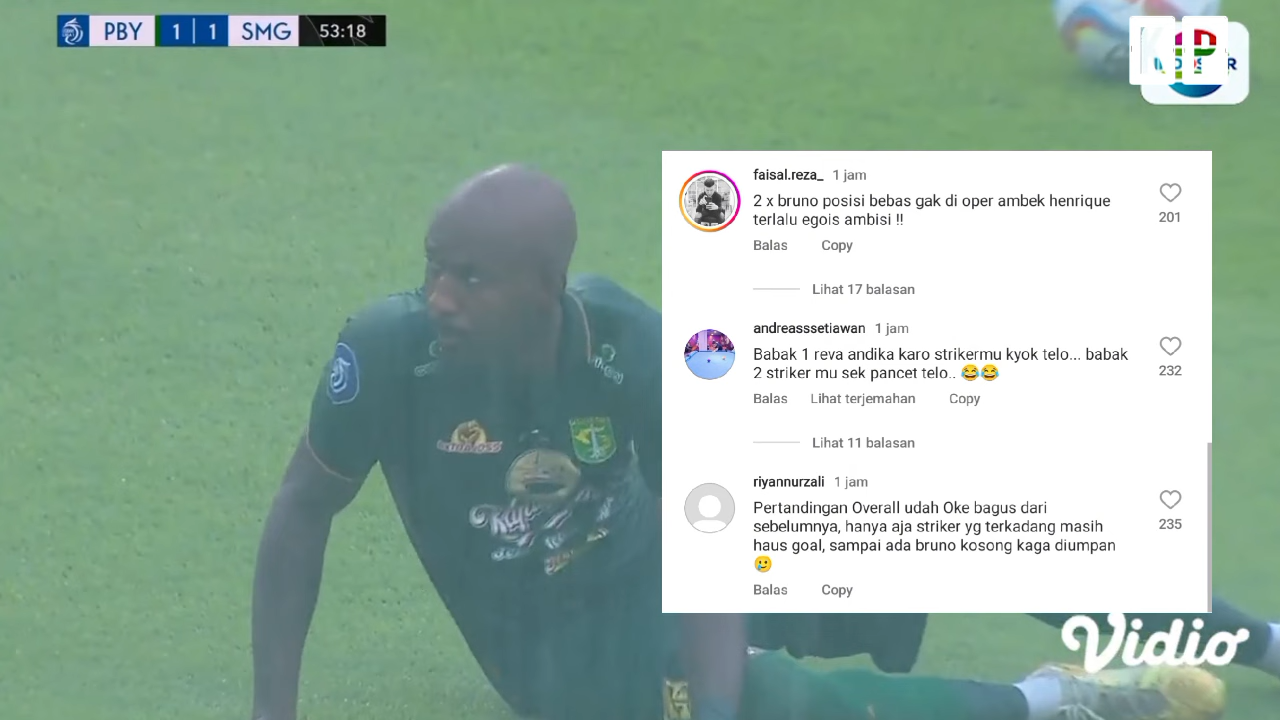 PBY 1 1 SMG 53:18
faisal.reza_ 1 jam
2 x bruno posisi bebas gak di oper ambek henrique
terlalu egois ambisi !!
201
Balas Copy
Lihat 17 balasan
andreasssetiawan 1 jam
Babak 1 reva andika karo strikermu kyok telo... babak
2 striker mu sek pancet telo.. 😂😂
232
Balas Lihat terjemahan Copy
Lihat 11 balasan
riyannurzali 1 jam
Pertandingan Overall udah Oke bagus dari
sebelumnya, hanya aja striker yg terkadang masih
haus goal, sampai ada bruno kosong kaga diumpan
🥲
235
Balas Copy
Vidio